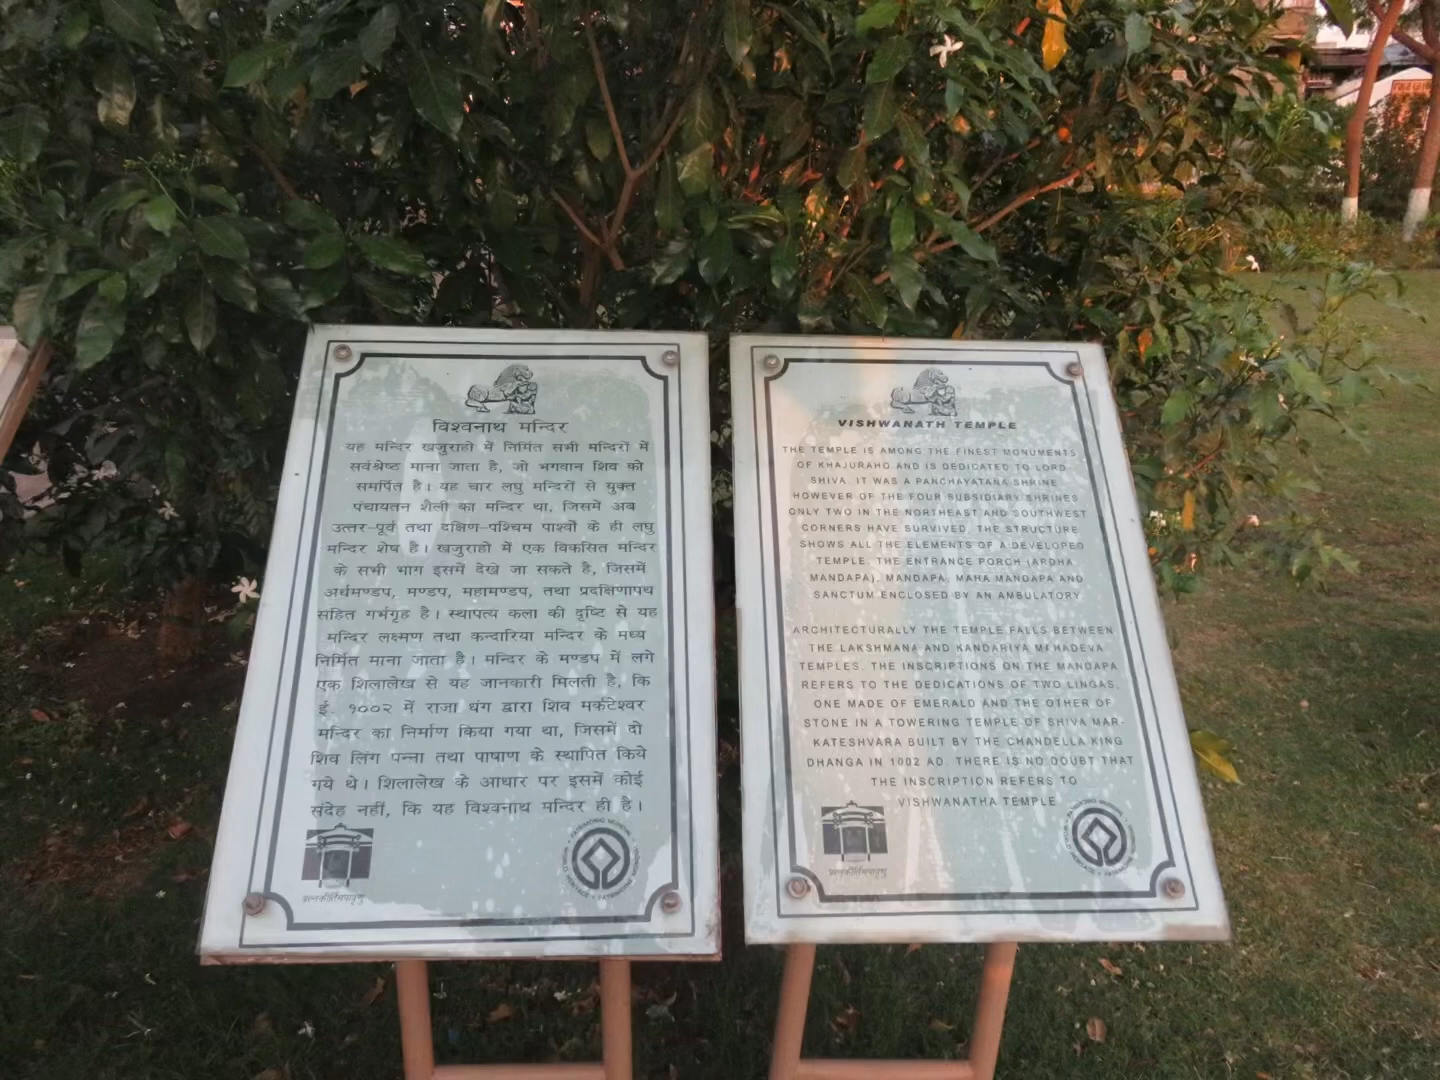 विश्वनाथ मन्दिर
यह मन्दिर खजुराहो में निर्मित सभी मन्दिरों में
सर्वश्रेष्ट माना जाता है, जो भगवान शिव को
समर्पित है। यह चार लघु मन्दिरों से युक्त
पंचायतन शैली का मन्दिर था, जिसमें अब
उत्तर-पूर्व तथा दक्षिण-पश्चिम पार्श्वों के ही लघु
मन्दिर शेष है। खजुराहो में एक विकसित मन्दिर
के सभी भाग इसमें देखे जा सकते है, जिसमें
अर्धमण्डप, मण्डप, महामण्डप, तथा प्रदक्षिणापथ
सहित गर्भगृह है। स्थापत्य कला की दृष्टि से यह
मन्दिर लक्ष्मण तथा कन्दारिया मन्दिर के मध्य
निर्मित माना जाता है। मन्दिर के मण्डप में लगे
एक शिलालेख से यह जानकारी मिलती है, कि
ई. १००२ में राजा धंग द्वारा शिव मर्कटेश्वर
मन्दिर का निर्माण किया गया था, जिसमें दो
शिव लिंग पन्ना तथा पाषाण के स्थापित किये
गये थे। शिलालेख के आधार पर इसमें कोई
संदेह नहीं, कि यह विश्वनाथ मन्दिर ही है।
प्रत्नकीर्तिमपावृणु
VISHWANATH TEMPLE
THE TEMPLE IS AMONG THE FINEST MONUMENTS
OF KHAJURAHO AND IS DEDICATED TO LORD
SHIVA. IT WAS A PANCHAYATANA SHRINE
HOWEVER OF THE FOUR SUBSIDIARY SHRINES
ONLY TWO IN THE NORTHEAST AND SOUTHWEST
CORNERS HAVE SURVIVED. THE STRUCTURE
SHOWS ALL THE ELEMENTS OF A DEVELOPED
TEMPLE. THE ENTRANCE PORCH (ARDHA
MANDAPA), MANDAPA, MAHA MANDAPA AND
SANCTUM ENCLOSED BY AN AMBULATORY
ARCHITECTURALLY THE TEMPLE FALLS BETWEEN
THE LAKSHMANA AND KANDARIYA MAHADEVA
TEMPLES. THE INSCRIPTIONS ON THE MANDAPA
REFERS TO THE DEDICATIONS OF TWO LINGAS,
ONE MADE OF EMERALD AND THE OTHER OF
STONE IN A TOWERING TEMPLE OF SHIVA MAR-
KATESHVARA BUILT BY THE CHANDELLA KING
DHANGA IN 1002 AD. THERE IS NO DOUBT THAT
THE INSCRIPTION REFERS TO
VISHWANATHA TEMPLE
प्रत्नकीर्तिमपावृणु